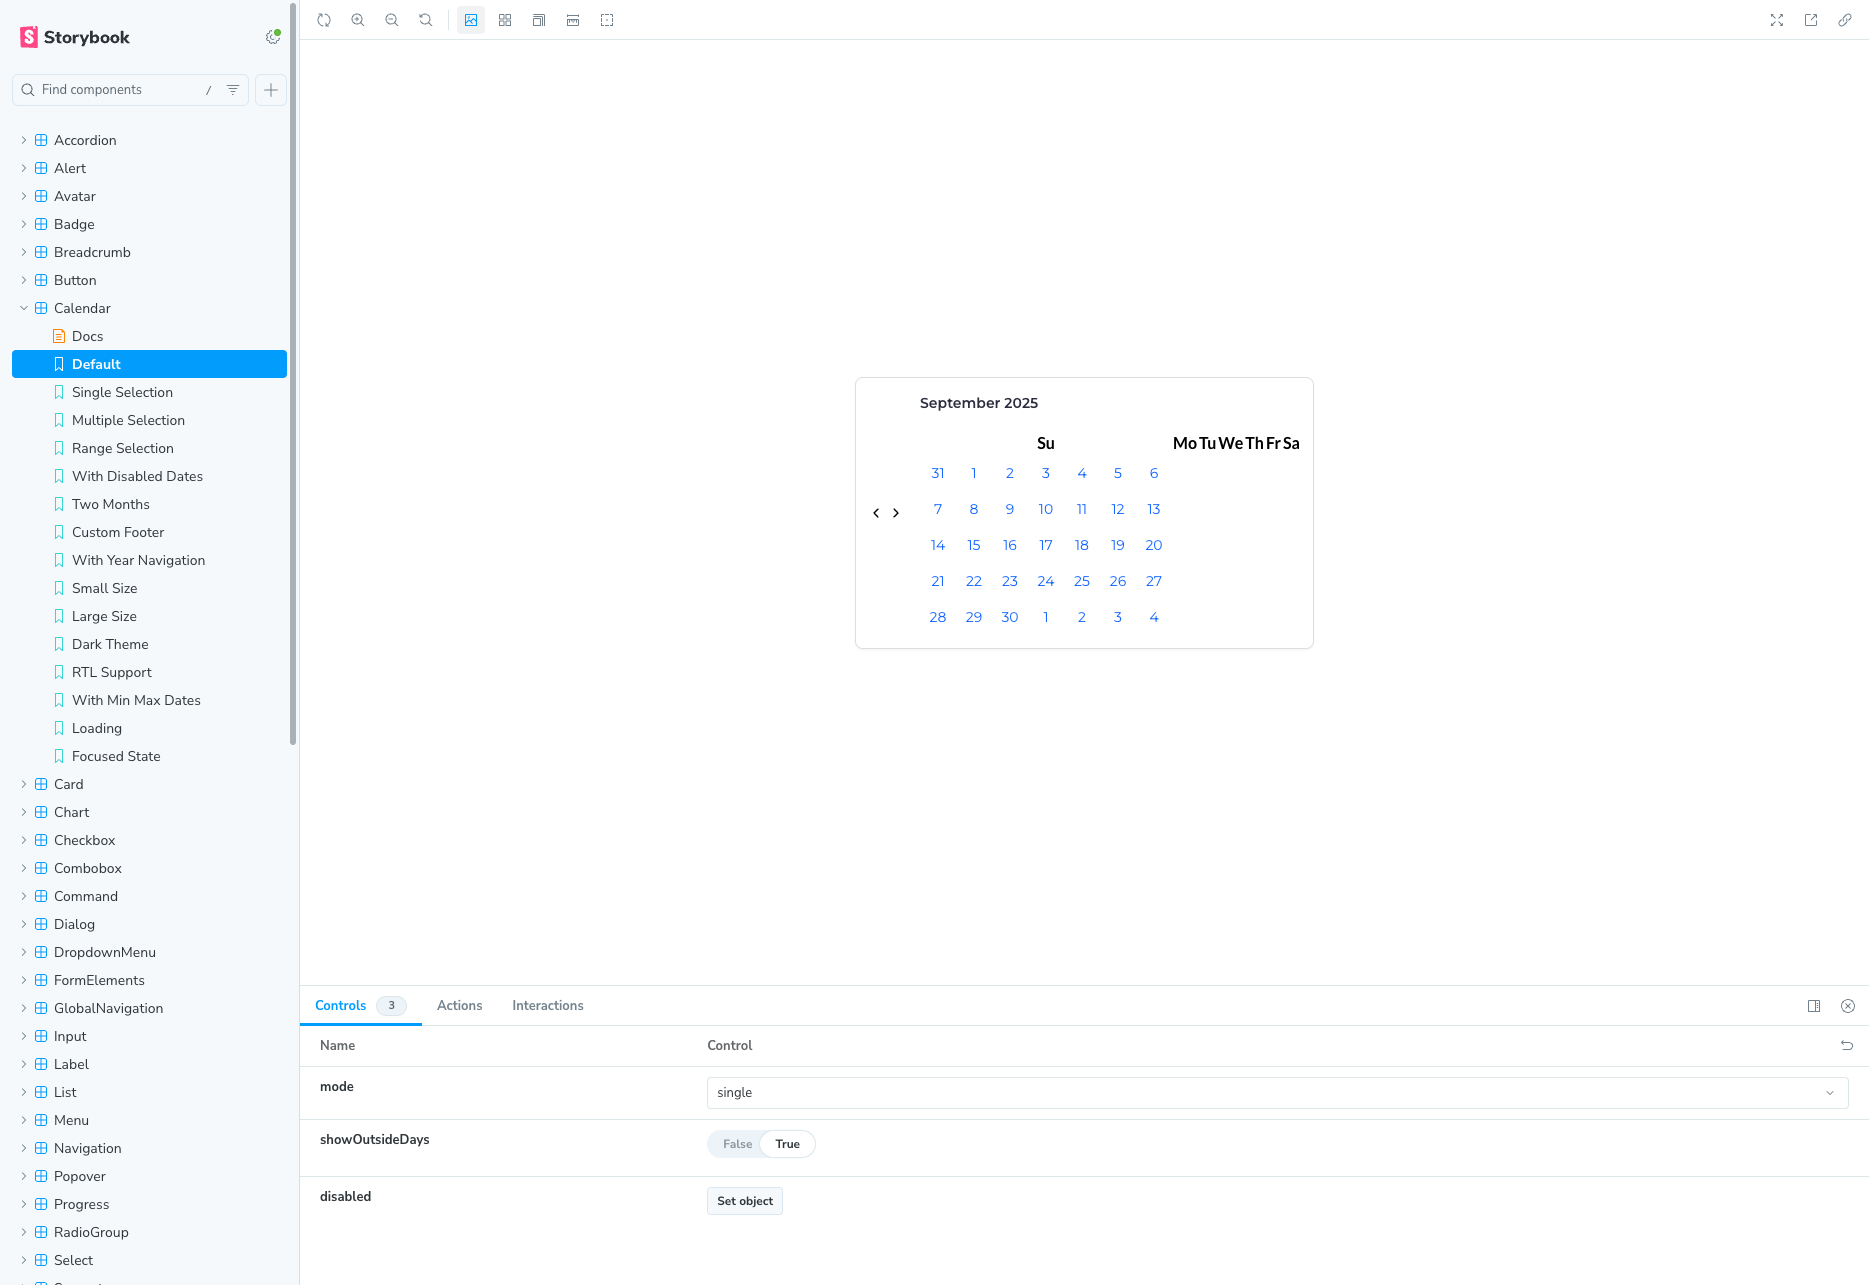 Storybook
Find components /
Accordion
Alert
Avatar
Badge
Breadcrumb
Button
Calendar
Docs
Default
Single Selection
Multiple Selection
Range Selection
With Disabled Dates
Two Months
Custom Footer
With Year Navigation
Small Size
Large Size
Dark Theme
RTL Support
With Min Max Dates
Loading
Focused State
Card
Chart
Checkbox
Combobox
Command
Dialog
DropdownMenu
FormElements
GlobalNavigation
Input
Label
List
Menu
Navigation
Popover
Progress
RadioGroup
Select
September 2025
Su Mo Tu We Th Fr Sa
31 1 2 3 4 5 6
7 8 9 10 11 12 13
14 15 16 17 18 19 20
21 22 23 24 25 26 27
28 29 30 1 2 3 4
Controls 3 Actions Interactions
Name Control
mode single
showOutsideDays False True
disabled Set object